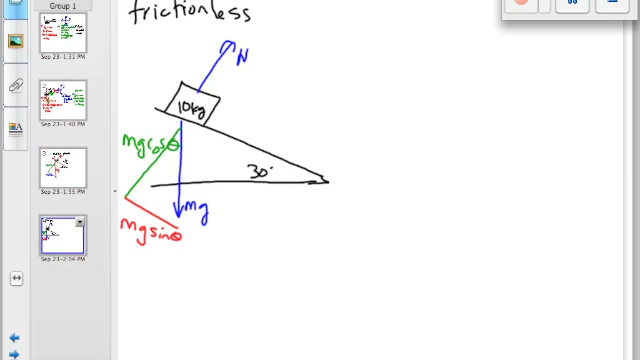 Group 1
frictionless
Sep 23-1:31 PM
N
10kg
Sep 23-1:48 PM
mgcosθ
30°
Sep 23-1:55 PM
mg
mgsinθ
Sep 23-2:04 PM